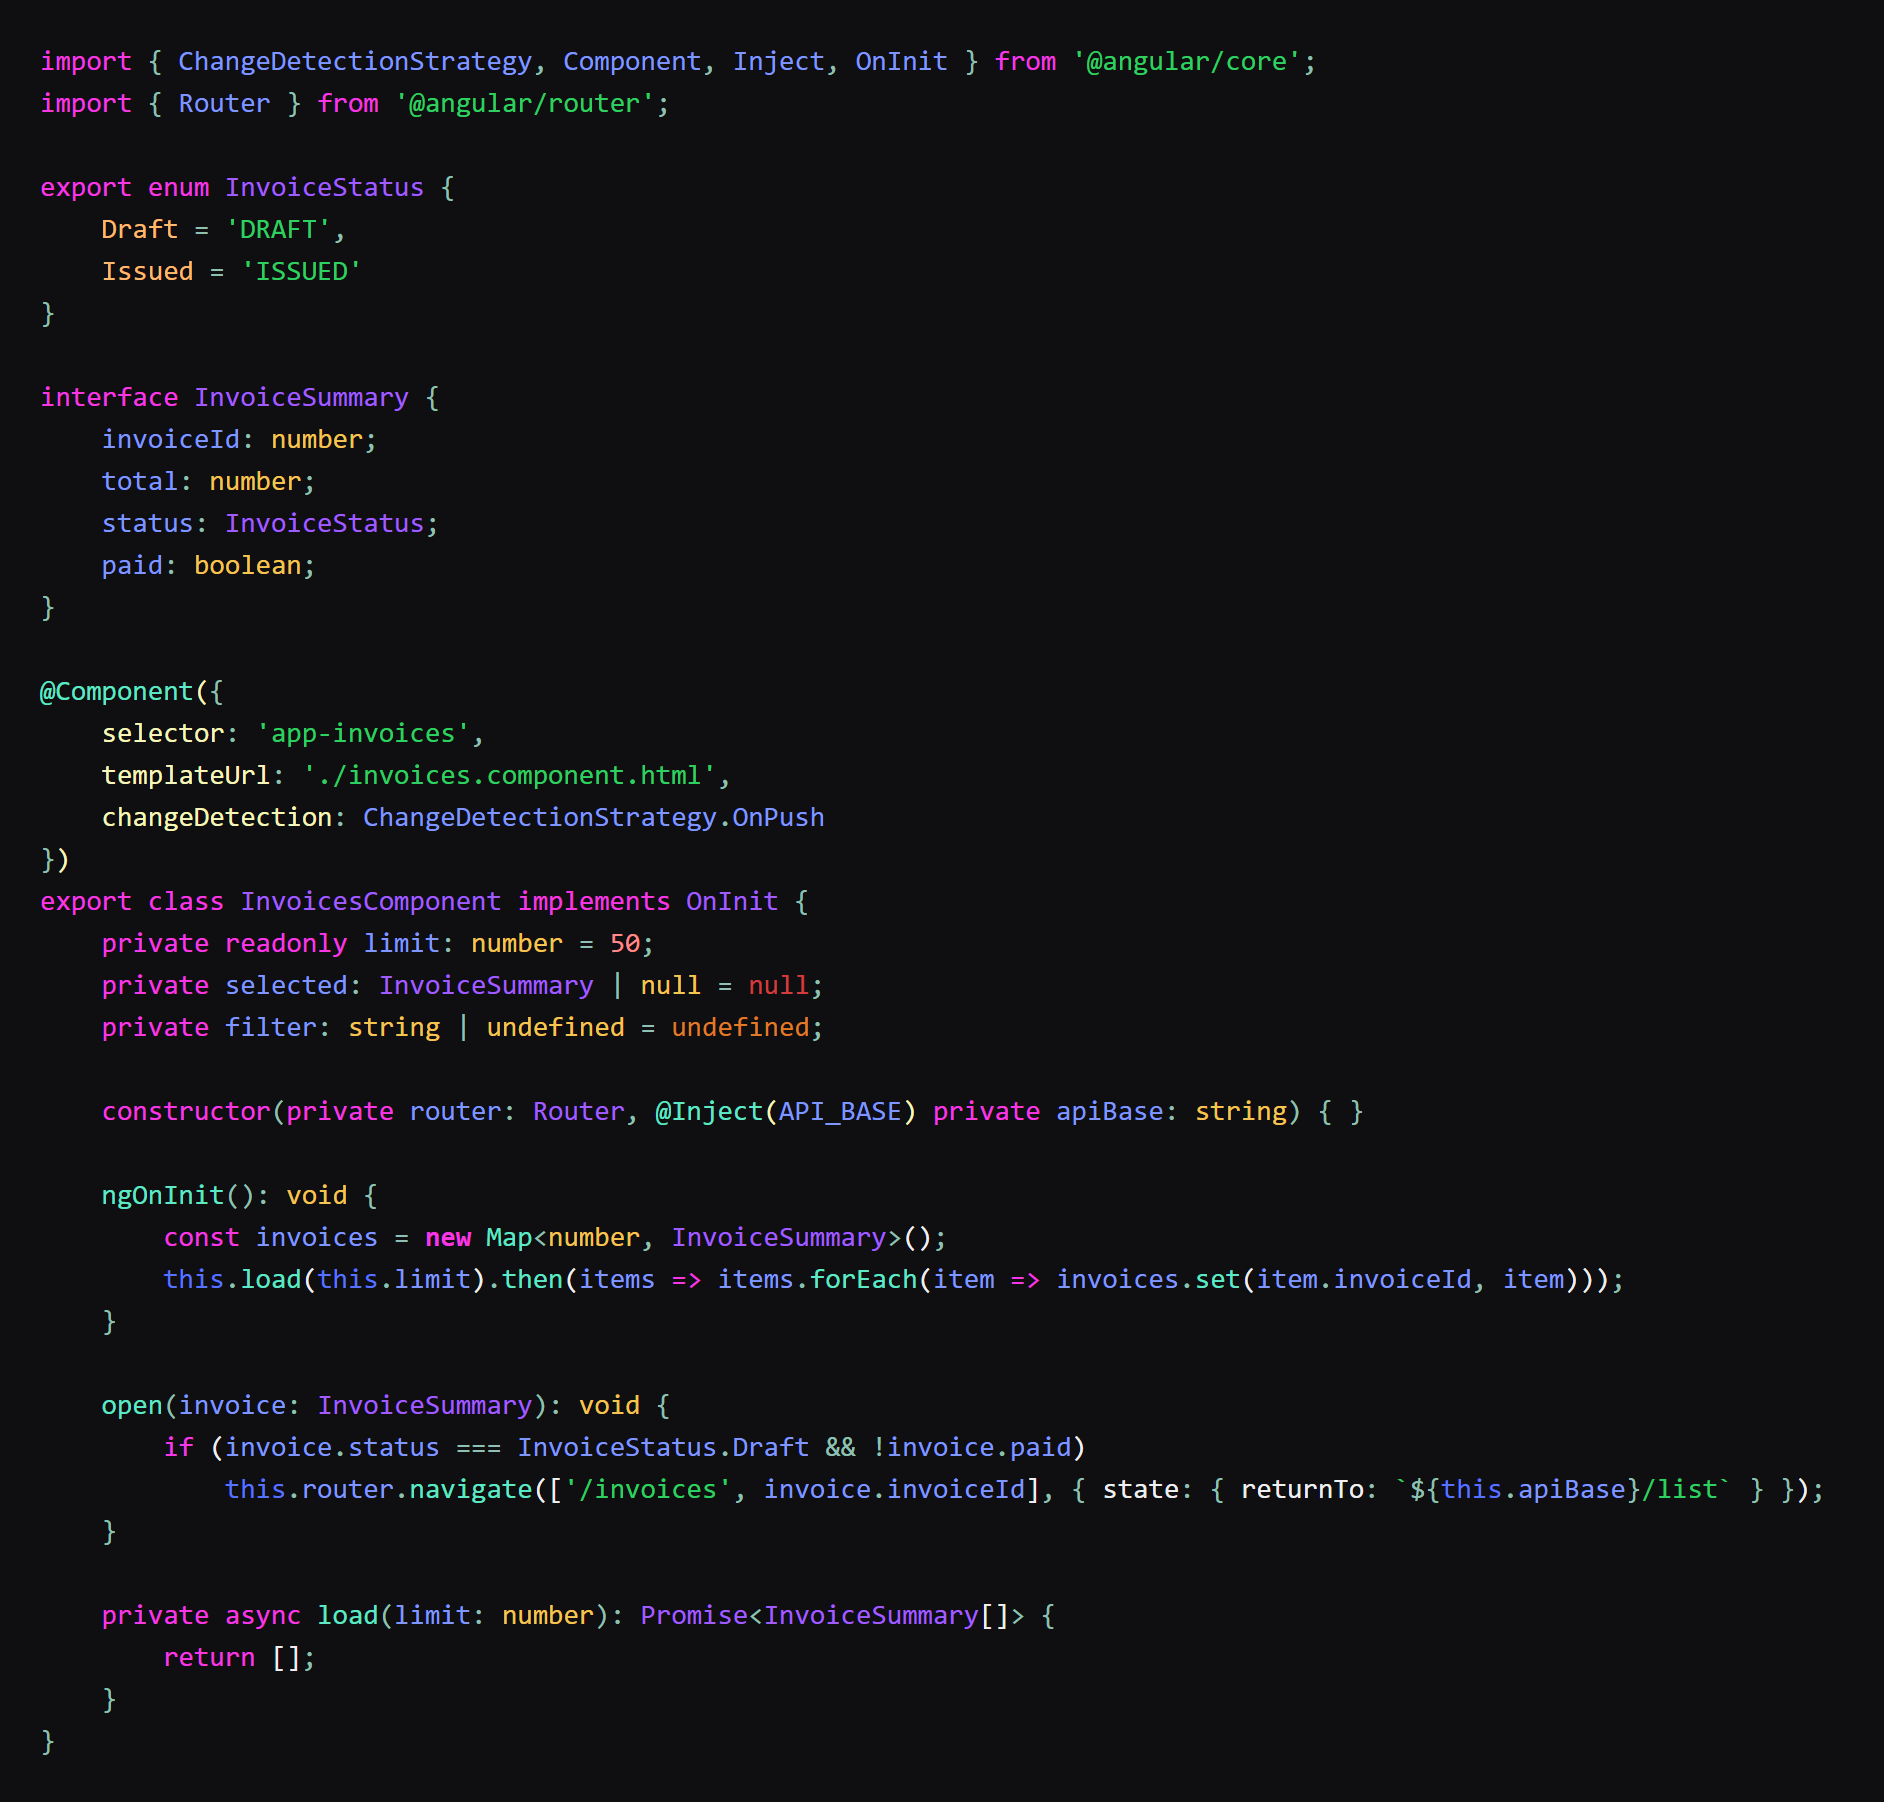 import { ChangeDetectionStrategy, Component, Inject, OnInit } from '@angular/core';
import { Router } from '@angular/router';

export enum InvoiceStatus {
    Draft = 'DRAFT',
    Issued = 'ISSUED'
}

interface InvoiceSummary {
    invoiceId: number;
    total: number;
    status: InvoiceStatus;
    paid: boolean;
}

@Component({
    selector: 'app-invoices',
    templateUrl: './invoices.component.html',
    changeDetection: ChangeDetectionStrategy.OnPush
})
export class InvoicesComponent implements OnInit {
    private readonly limit: number = 50;
    private selected: InvoiceSummary | null = null;
    private filter: string | undefined = undefined;

    constructor(private router: Router, @Inject(API_BASE) private apiBase: string) { }

    ngOnInit(): void {
        const invoices = new Map<number, InvoiceSummary>();
        this.load(this.limit).then(items => items.forEach(item => invoices.set(item.invoiceId, item)));
    }

    open(invoice: InvoiceSummary): void {
        if (invoice.status === InvoiceStatus.Draft && !invoice.paid)
            this.router.navigate(['/invoices', invoice.invoiceId], { state: { returnTo: `${this.apiBase}/list` } });
    }

    private async load(limit: number): Promise<InvoiceSummary[]> {
        return [];
    }
}